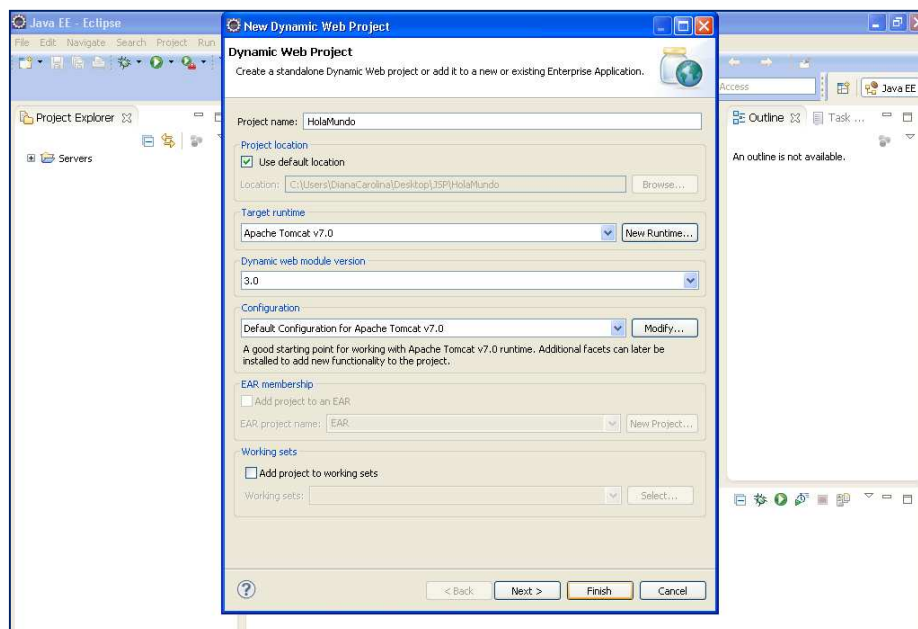 Java EE - Eclipse
File Edit Navigate Search Project Run
Access
Java EE
Project Explorer
Servers
New Dynamic Web Project
Dynamic Web Project
Create a standalone Dynamic Web project or add it to a new or existing Enterprise Application.
Project name: HolaMundo
Project location
Use default location
Location: C:\Users\DianaCarolina\Desktop\JSP\HolaMundo Browse...
Target runtime
Apache Tomcat v7.0 New Runtime...
Dynamic web module version
3.0
Configuration
Default Configuration for Apache Tomcat v7.0 Modify...
A good starting point for working with Apache Tomcat v7.0 runtime. Additional facets can later be
installed to add new functionality to the project.
EAR membership
Add project to an EAR
EAR project name: EAR New Project...
Working sets
Add project to working sets
Working sets: Select...
< Back Next > Finish Cancel
Outline Task ...
An outline is not available.